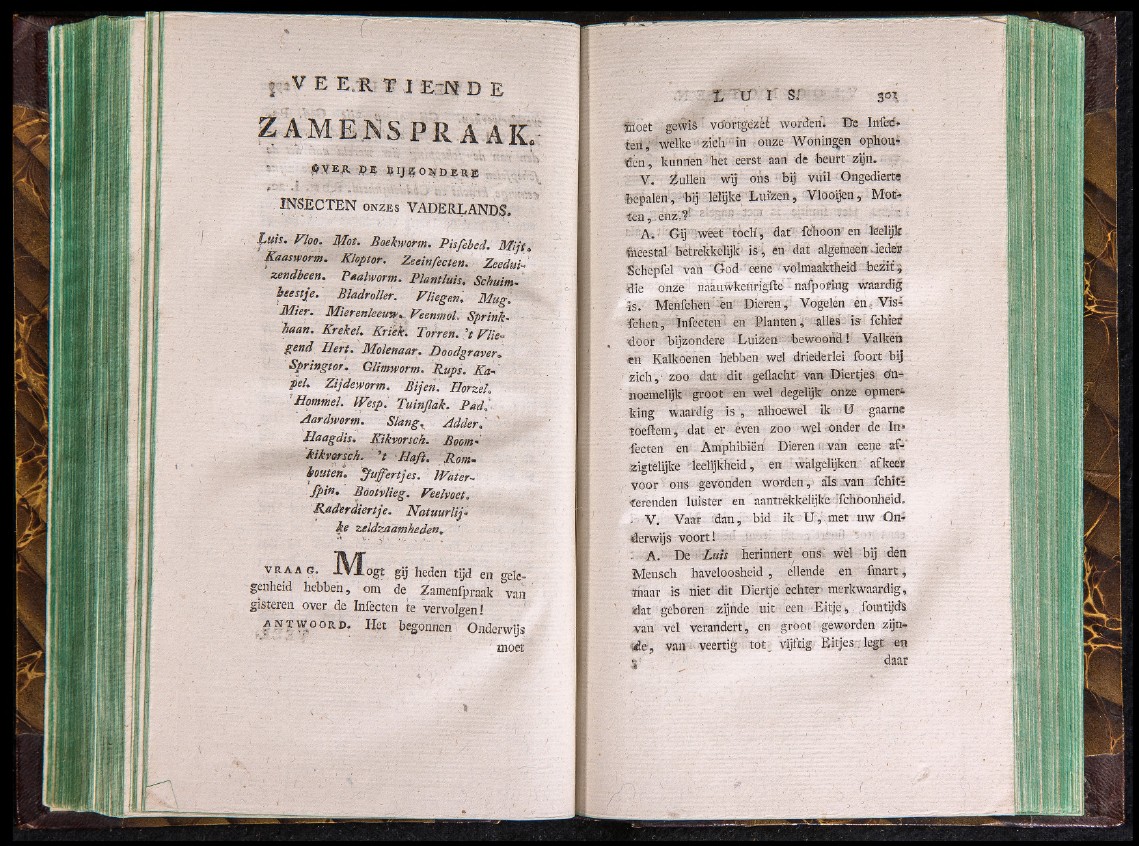 VEERTIENDE
ZAMENSPRAAK.
OVER DE BIJZONDERE
INSECTEN ONZES VADERLANDS.
Luis. Vloo. Mot. Boekworm. Pisſebed. Mijt.
Kaasworm. Kloptor. Zeeinſecten. Zeedui-
zendbeen. Paalworm. Plantluis. Schuim-
beestje. Bladroller. Vliegen. Mug.
Mier. Mierenleeuw. Veenmol. Sprink-
haan. Krekel. Kriek. Torren. 't Vlie-
gend Hert. Molenaar. Doodgraver.
Springtor. Glimworm. Rups. Ka-
pel. Zijdeworm. Bijen. Horzel.
Hommel. Wesp. Tuinſlak. Pad.
Aardworm. Slang. Adder.
Haagdis. Kikvorsch. Boom-
kikvorsch. 't Haft. Rom-
bouten. Juffertjes. Water-
ſpin. Bootvlieg. Veelvoet.
Raderdiertje. Natuurlij-
ke zeldzaamheden.
VRAAG. Mogt gij heden tijd en gele-
genheid hebben, om de Zamenſpraak van
gisteren over de Inſecten te vervolgen!
ANTWOORD. Het begonnen Onderwijs
moet
LUIS. 301
moet gewis voortgezèt worden. De Inſec-
ten, welke zich in onze Woningen ophou-
den, kunnen het eerst aan de beurt zijn.
V. Zullen wij ons bij vuil Ongedierte
bepalen, bij lelijke Luizen, Vlooijen, Mot-
ten, enz.?
A. Gij weet toch, dat ſchoon en leelijk
meestal betrekkelijk is, en dat algemeen ieder
Schepſel van God eene volmaaktheid bezit,
die onze naauwkeurigſte naſporing waardig
is. Menſchen en Dieren, Vogelen en Vis-
ſchen, Inſecten en Planten, alles is ſchier
door bijzondere Luizen bewoond! Valken
en Kalkoenen hebben wel driederlei ſoort bij
zich, zoo dat dit geſlacht van Diertjes on-
noemelijk groot en wel degelijk onze opmer-
king waardig is, alhoewel ik U gaarne
toeſtem, dat er even zoo wel onder de In-
ſecten en Amphibiën Dieren van eene af-
zigtelijke leelijkheid, en walgelijken afkeer
voor ons gevonden worden, als van ſchit-
terenden luister en aantrekkelijke ſchoonheid.
V. Vaar dan, bid ik U, met uw On-
derwijs voort!
A. De Luis herinnert ons wel bij den
Mensch haveloosheid, ellende en ſmart,
maar is niet dit Diertje echter merkwaardig,
dat geboren zijnde uit een Eitje, ſomtijds
van vel verandert, en groot geworden zijn-
de, van veertig tot vijftig Eitjes legt en
daar